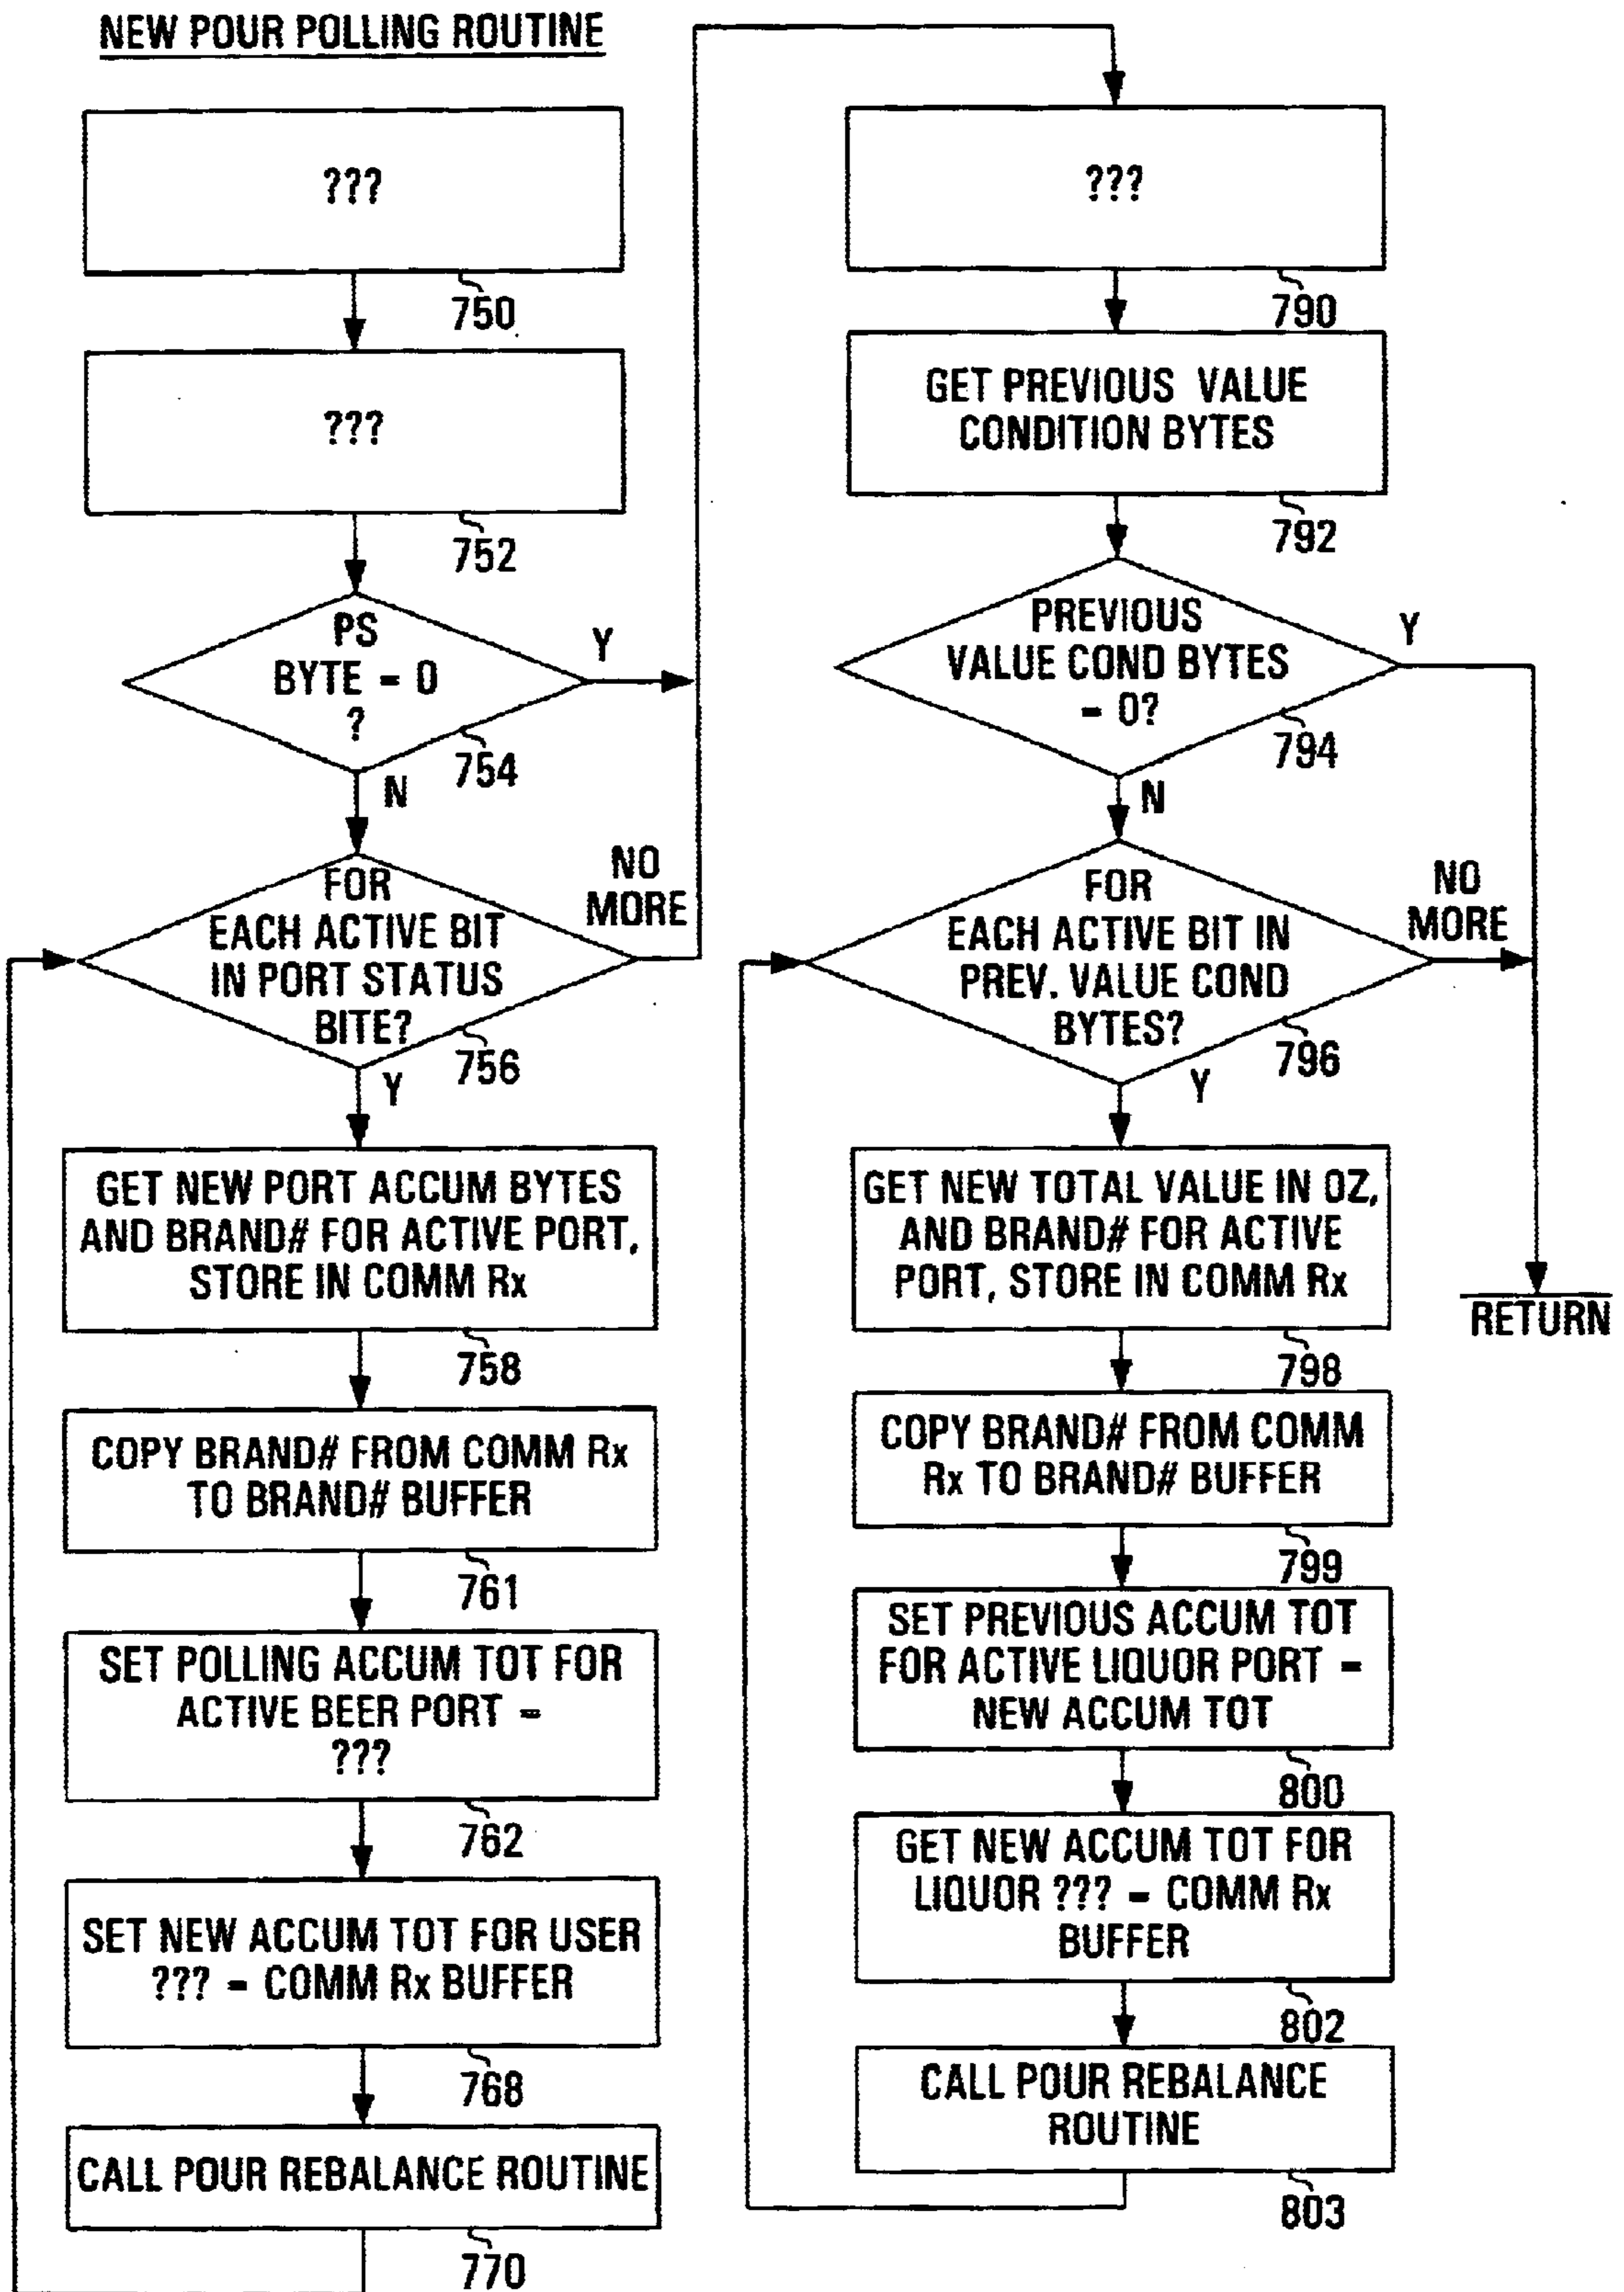 NEW POUR POLLING ROUTINE
???
750
???
752
PS
BYTE = 0
?
Y
754
N
FOR
EACH ACTIVE BIT
IN PORT STATUS
BITE?
NO
MORE
756
Y
GET NEW PORT ACCUM BYTES
AND BRAND# FOR ACTIVE PORT,
STORE IN COMM Rx
758
COPY BRAND# FROM COMM Rx
TO BRAND# BUFFER
761
SET POLLING ACCUM TOT FOR
ACTIVE BEER PORT =
???
762
SET NEW ACCUM TOT FOR USER
??? = COMM Rx BUFFER
768
CALL POUR REBALANCE ROUTINE
770
???
790
GET PREVIOUS VALUE
CONDITION BYTES
792
PREVIOUS
VALUE COND BYTES
= 0?
Y
794
N
FOR
EACH ACTIVE BIT IN
PREV. VALUE COND
BYTES?
NO
MORE
796
Y
GET NEW TOTAL VALUE IN OZ,
AND BRAND# FOR ACTIVE
PORT, STORE IN COMM Rx
798
RETURN
COPY BRAND# FROM COMM
Rx TO BRAND# BUFFER
799
SET PREVIOUS ACCUM TOT
FOR ACTIVE LIQUOR PORT =
NEW ACCUM TOT
800
GET NEW ACCUM TOT FOR
LIQUOR ??? = COMM Rx
BUFFER
802
CALL POUR REBALANCE
ROUTINE
803